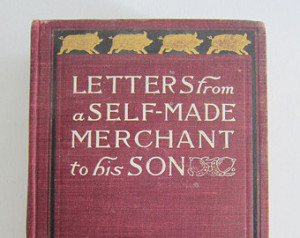 LETTERS from
a SELF-MADE
MERCHANT
to his SON